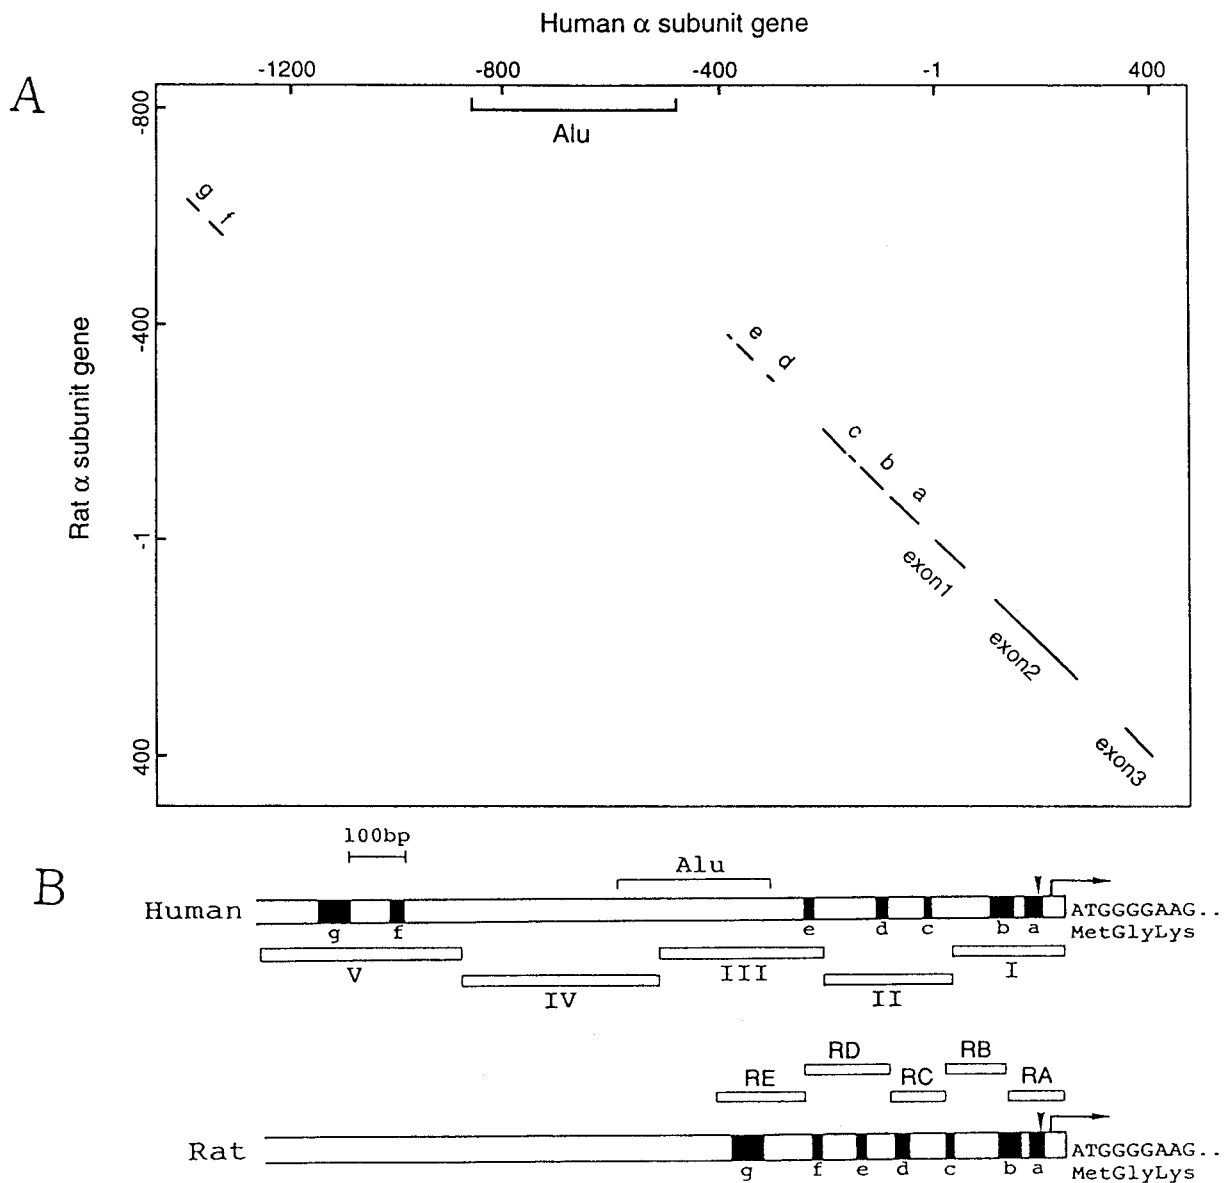 Human α subunit gene
-1200 -800 -400 -1 400
A
-800
Alu
g
f
-400
e
d
Rat α subunit gene
c
b
a
-1
exon1
exon2
400
exon3
100bp
B
Alu
Human
ATGGGGAAG..
g f e d c b a
MetGlyLys
V
III
I
IV
II
RD
RB
RE
RC
RA
Rat
ATGGGGAAG..
g f e d c b a
MetGlyLys